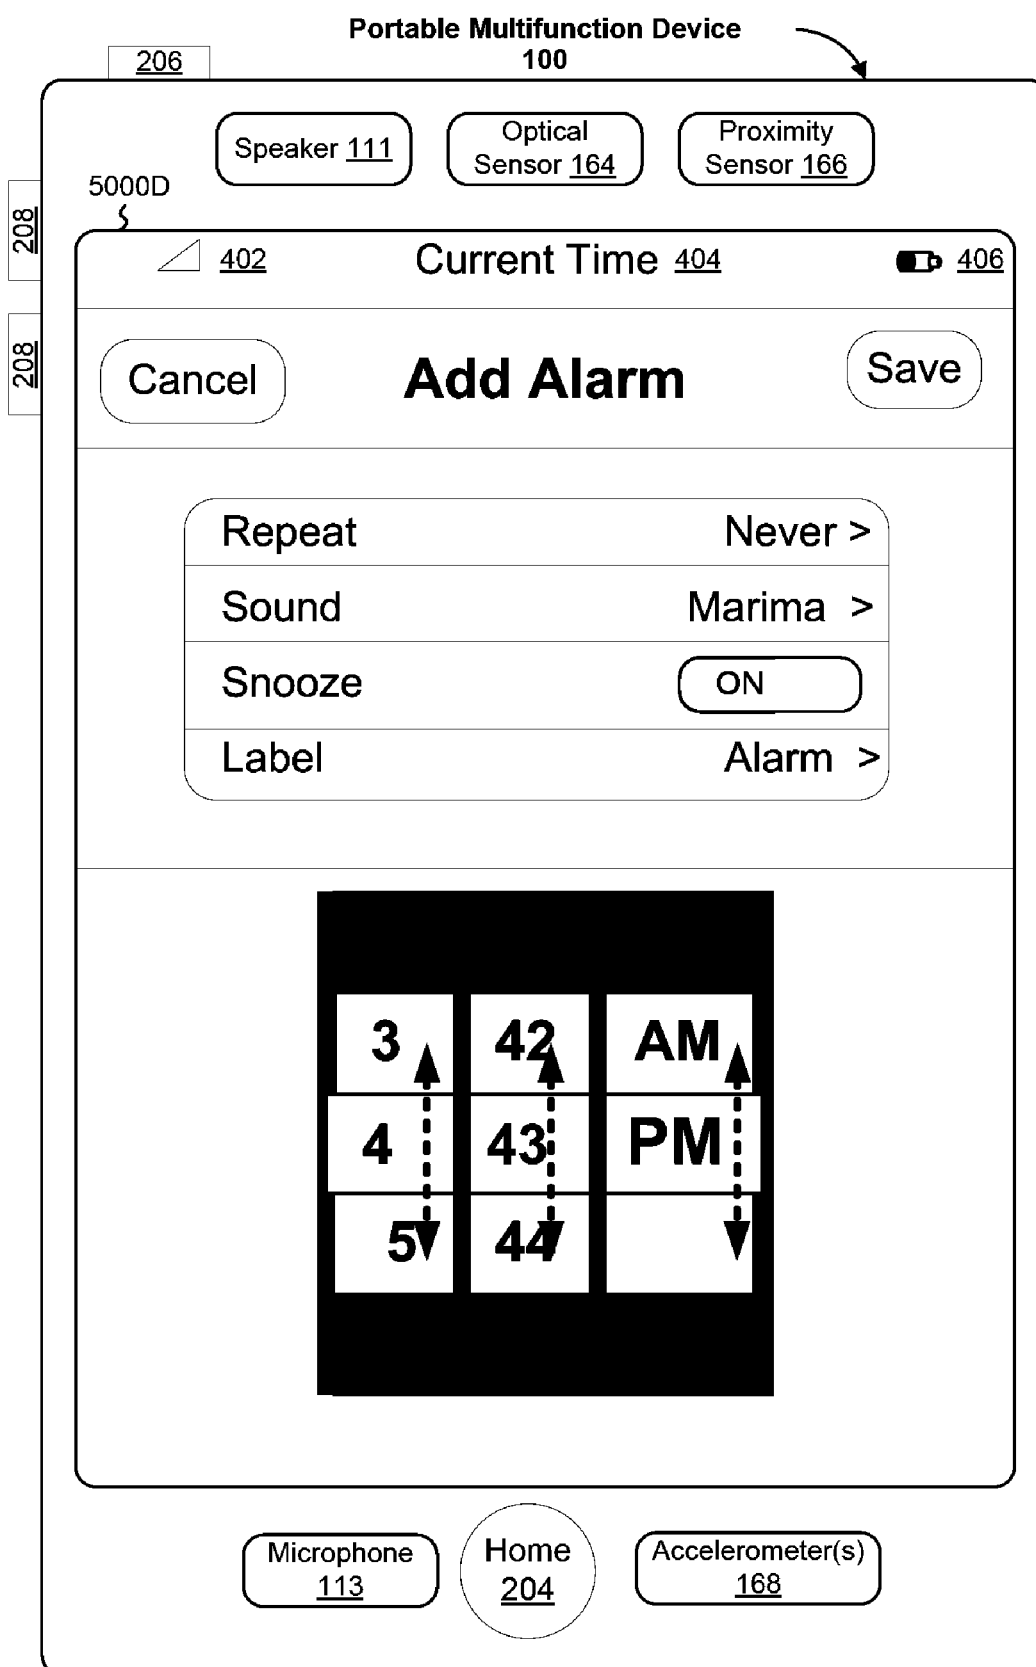 Portable Multifunction Device
100
206
Speaker 111
Optical
Sensor 164
Proximity
Sensor 166
5000D
208
208
402
Current Time 404
406
Cancel
Add Alarm
Save
Repeat Never >
Sound Marima >
Snooze ON
Label Alarm >
3 42 AM
4 43 PM
5 44
Microphone
113
Home
204
Accelerometer(s)
168